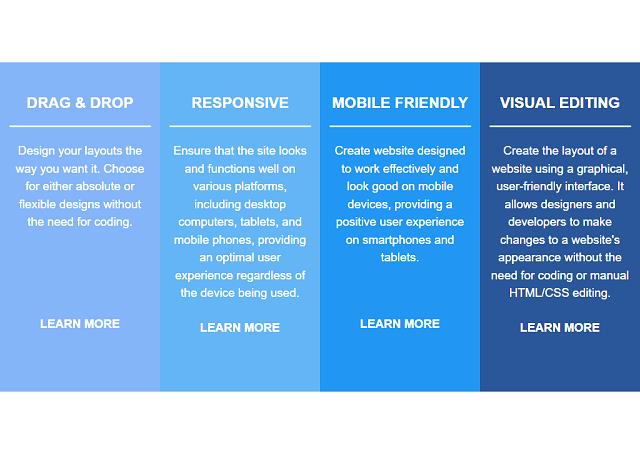 DRAG & DROP
Design your layouts the
way you want it. Choose
for either absolute or
flexible designs without
the need for coding.
LEARN MORE
RESPONSIVE
Ensure that the site looks
and functions well on
various platforms,
including desktop
computers, tablets, and
mobile phones, providing
an optimal user
experience regardless of
the device being used.
LEARN MORE
MOBILE FRIENDLY
Create website designed
to work effectively and
look good on mobile
devices, providing a
positive user experience
on smartphones and
tablets.
LEARN MORE
VISUAL EDITING
Create the layout of a
website using a graphical,
user-friendly interface. It
allows designers and
developers to make
changes to a website's
appearance without the
need for coding or manual
HTML/CSS editing.
LEARN MORE